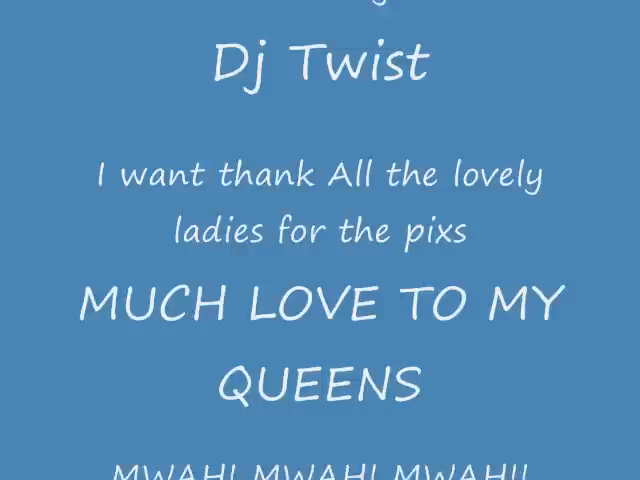 Dj Twist
I want thank All the lovely
ladies for the pixs
MUCH LOVE TO MY
QUEENS
MWAH! MWAH! MWAH!!